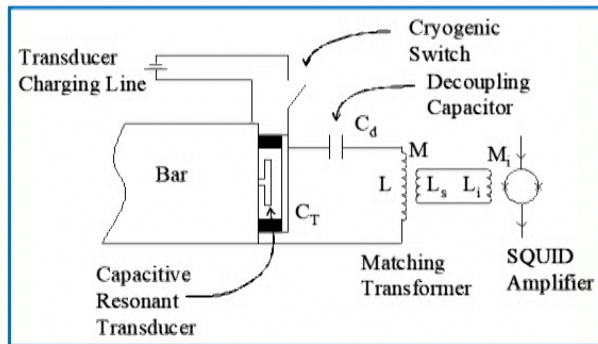 Transducer
Charging Line
Cryogenic
Switch
Decoupling
Capacitor
C_d
M
M_i
Bar
L
L_s
L_i
C_T
Capacitive
Resonant
Transducer
Matching
Transformer
SQUID
Amplifier